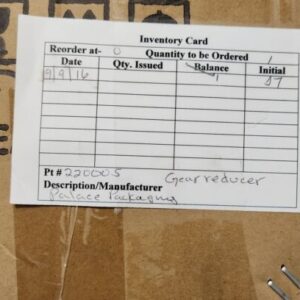 Inventory Card
Reorder at- 0 Quantity to be Ordered 1
Date Qty. Issued Balance Initial
9/9/16 1
Pt # 220005
Gear reducer
Description/Manufacturer
Palace Packaging